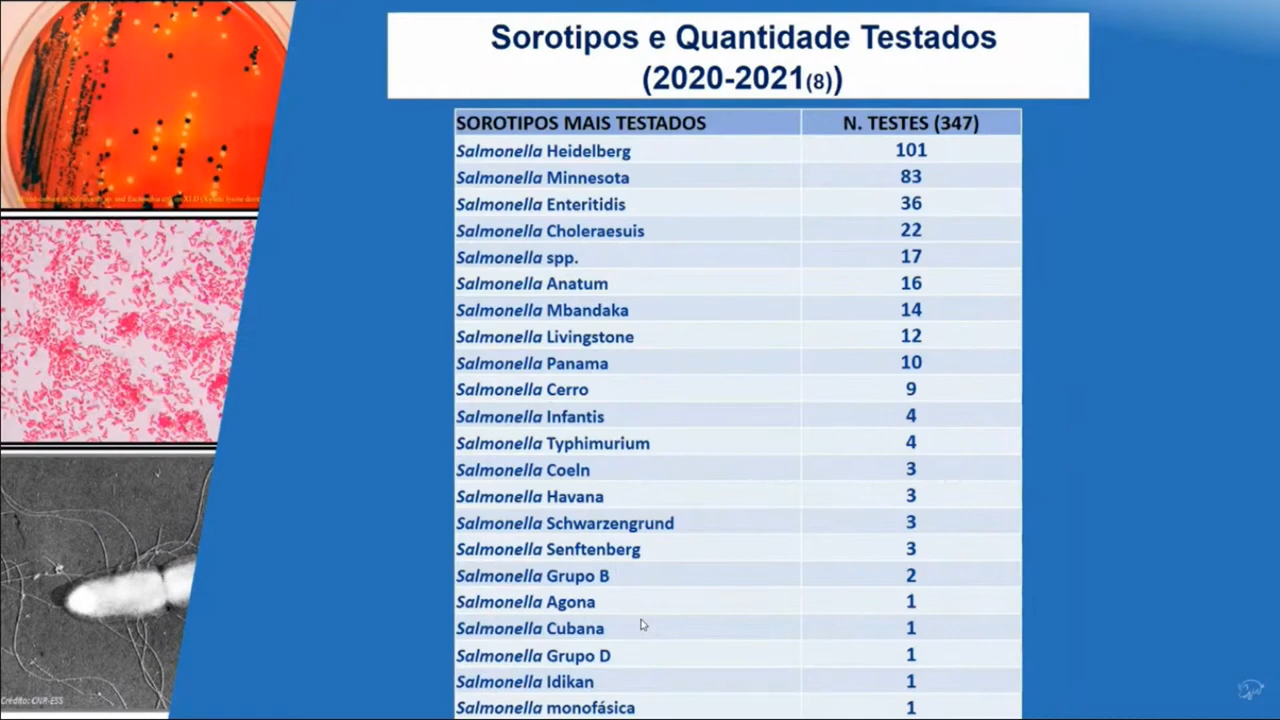 Sorotipos e Quantidade Testados
(2020-2021(8))
SOROTIPOS MAIS TESTADOS N. TESTES (347)
Salmonella Heidelberg 101
Salmonella Minnesota 83
Salmonella Enteritidis 36
Salmonella Choleraesuis 22
Salmonella spp. 17
Salmonella Anatum 16
Salmonella Mbandaka 14
Salmonella Livingstone 12
Salmonella Panama 10
Salmonella Cerro 9
Salmonella Infantis 4
Salmonella Typhimurium 4
Salmonella Coeln 3
Salmonella Havana 3
Salmonella Schwarzengrund 3
Salmonella Senftenberg 3
Salmonella Grupo B 2
Salmonella Agona 1
Salmonella Cubana 1
Salmonella Grupo D 1
Salmonella Idikan 1
Salmonella monofásica 1
Crédito: CNR-ESS